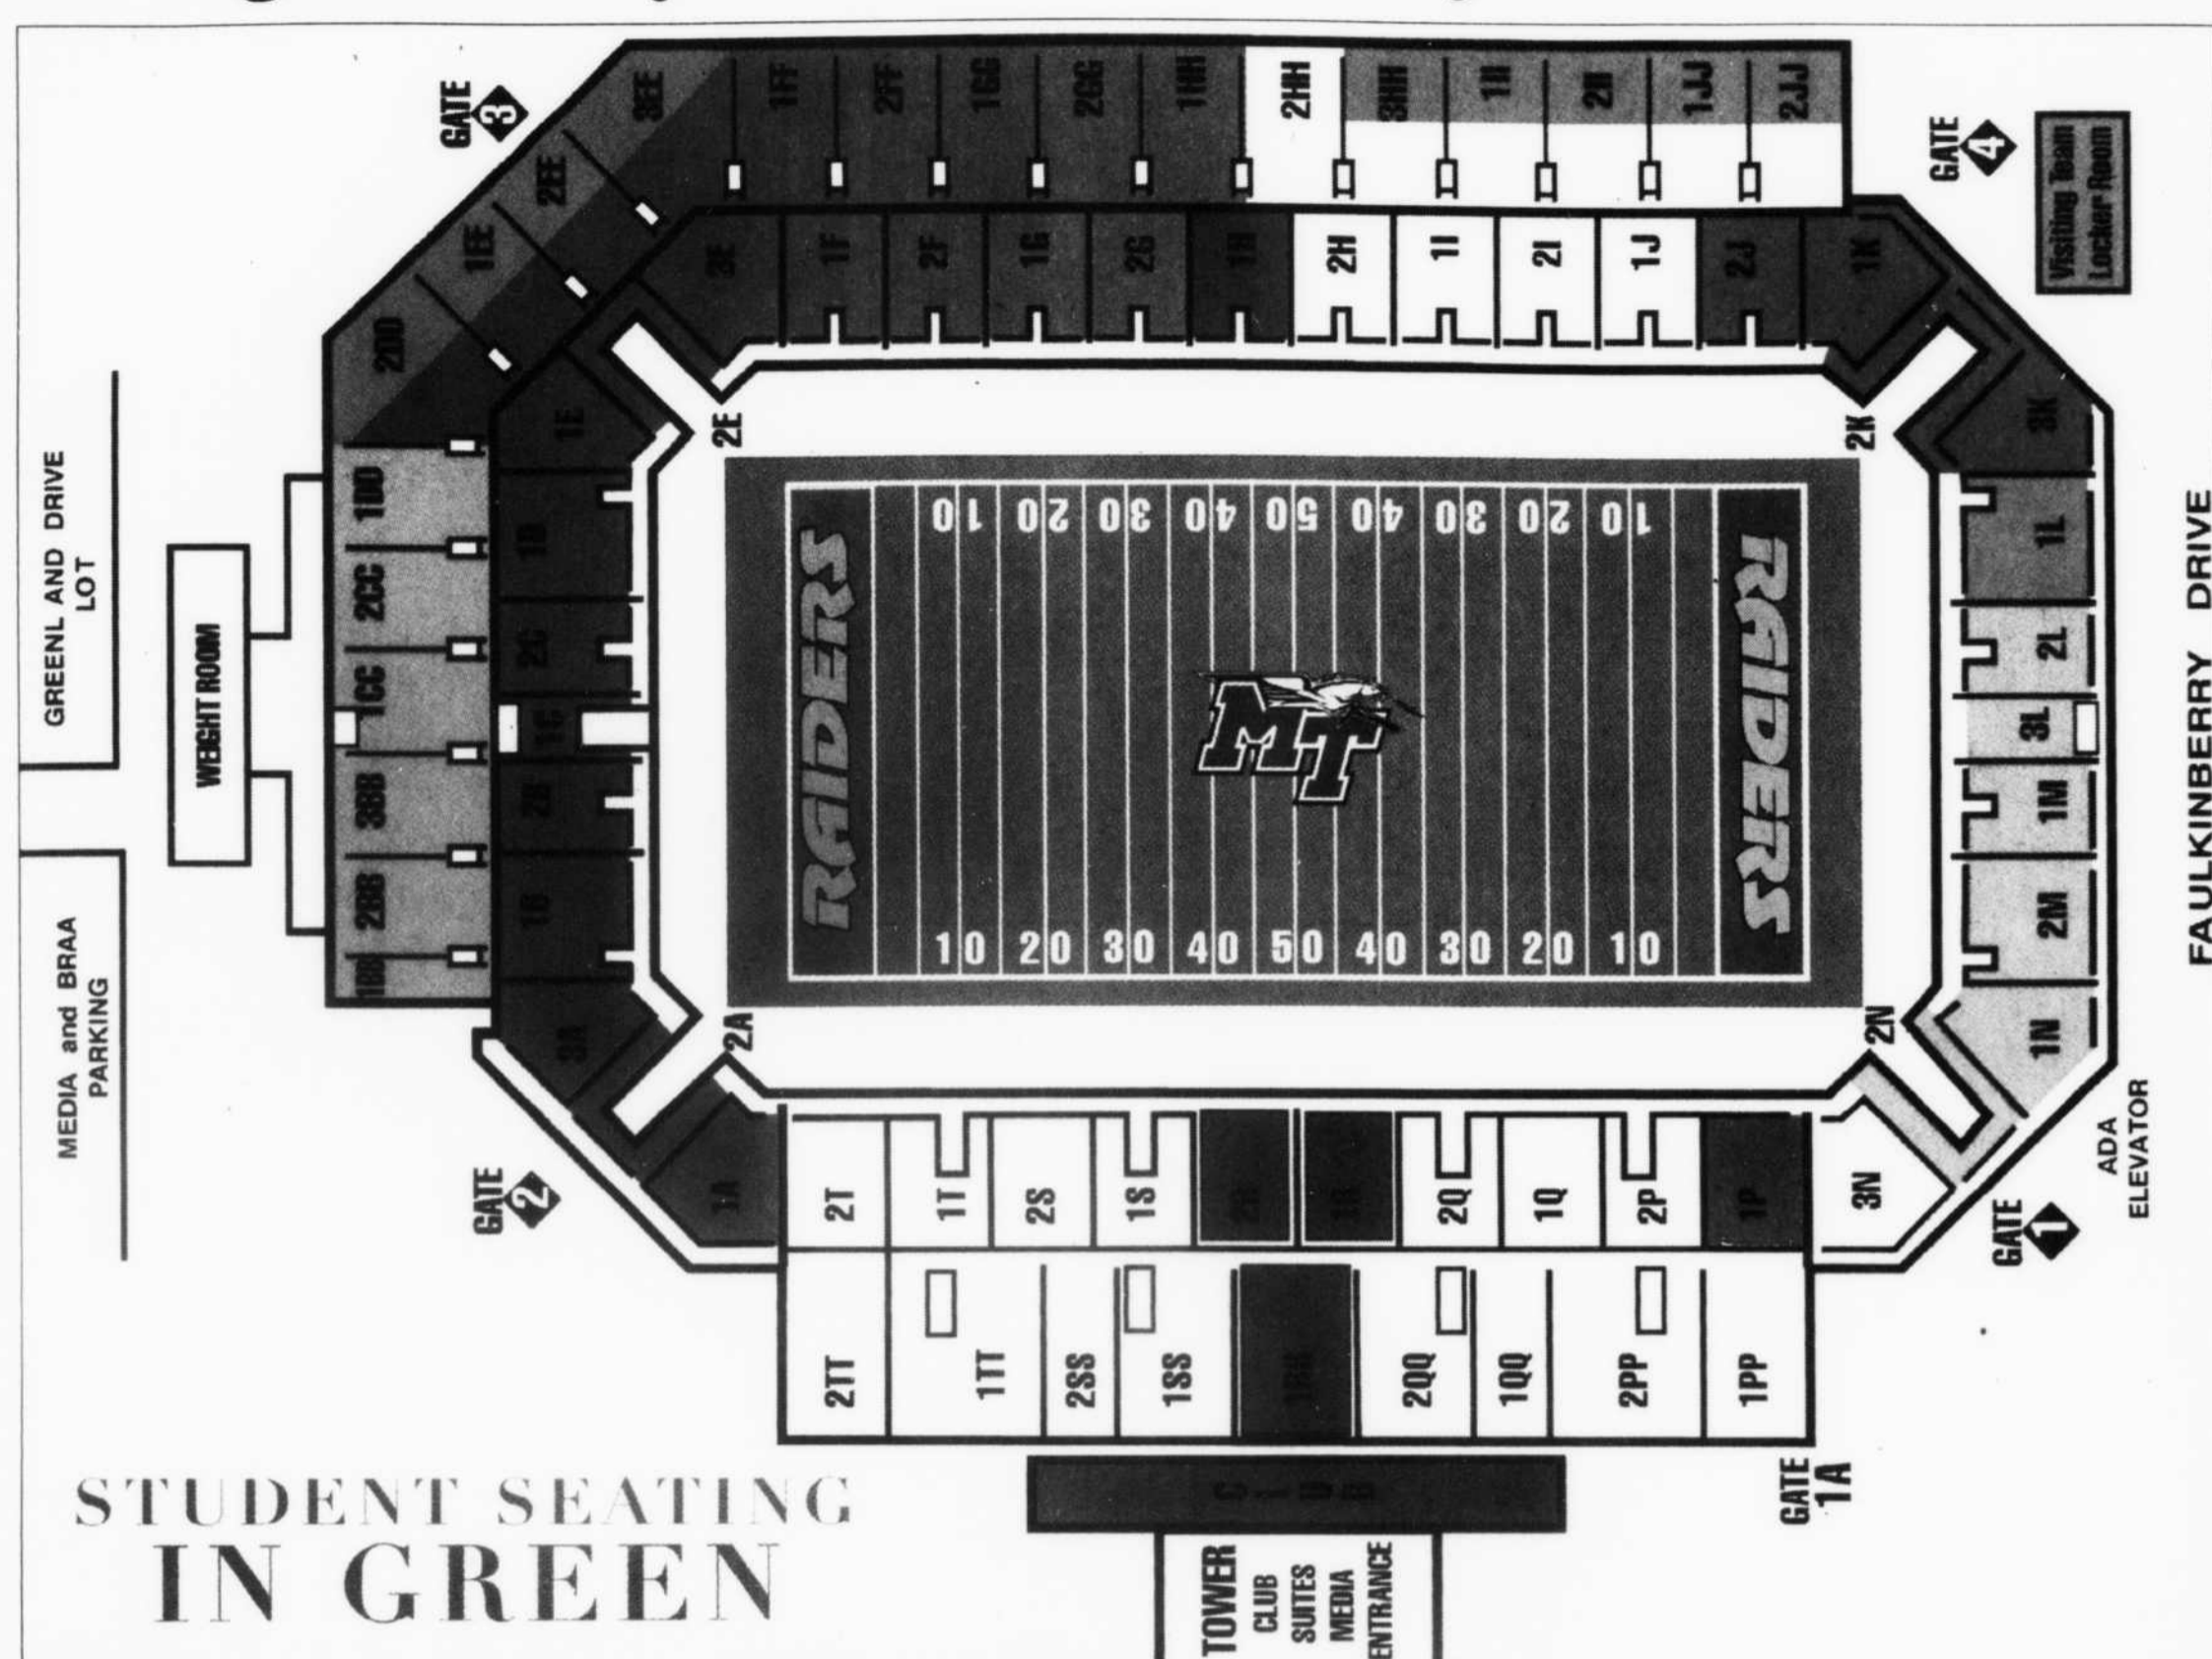 GATE
3
3EE
1FF
2FF
1GG
2GG
1HH
2HH
3HH
1II
2II
1JJ
2JJ
GATE
4
Visiting Team
Locker Room
2EE
1EE
2DD
3E
1F
2F
1G
2G
1H
2H
1I
2I
1J
2J
1K
1E
2E
2K
3K
GREENL AND DRIVE
LOT
WEIGHT ROOM
MEDIA and BRAA
PARKING
1DD
2CC
1CC
3BB
2BB
1BB
1D
2C
1C
2B
1B
10 20 30 40 50 40 30 20 10
RAIDERS
MT
RAIDERS
10 20 30 40 50 40 30 20 10
1L
2L
3L
1M
2M
1N
FAULKINBERRY DRIVE
3A
2A
2N
GATE
2
1A
2T
1T
2S
1S
2R
1R
2Q
1Q
2P
1P
3N
GATE
1
ADA
ELEVATOR
2TT
1TT
2SS
1SS
1RR
2QQ
1QQ
2PP
1PP
GATE
1A
STUDENT SEATING
IN GREEN
CLUB
TOWER
CLUB
SUITES
MEDIA
ENTRANCE